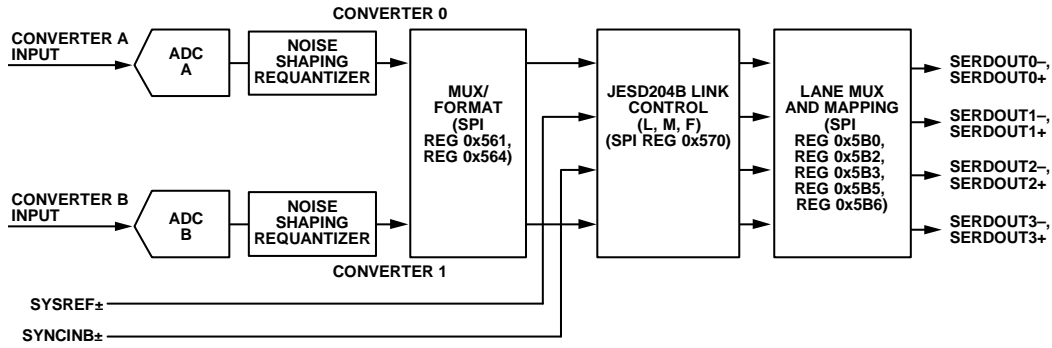 CONVERTER 0
CONVERTER A
INPUT
ADC
A
NOISE
SHAPING
REQUANTIZER
MUX/
FORMAT
(SPI
REG 0x561,
REG 0x564)
JESD204B LINK
CONTROL
(L, M, F)
(SPI REG 0x570)
LANE MUX
AND MAPPING
(SPI
REG 0x5B0,
REG 0x5B2,
REG 0x5B3,
REG 0x5B5,
REG 0x5B6)
SERDOUT0–,
SERDOUT0+
SERDOUT1–,
SERDOUT1+
SERDOUT2–,
SERDOUT2+
SERDOUT3–,
SERDOUT3+
CONVERTER B
INPUT
ADC
B
NOISE
SHAPING
REQUANTIZER
CONVERTER 1
SYSREF±
SYNCINB±